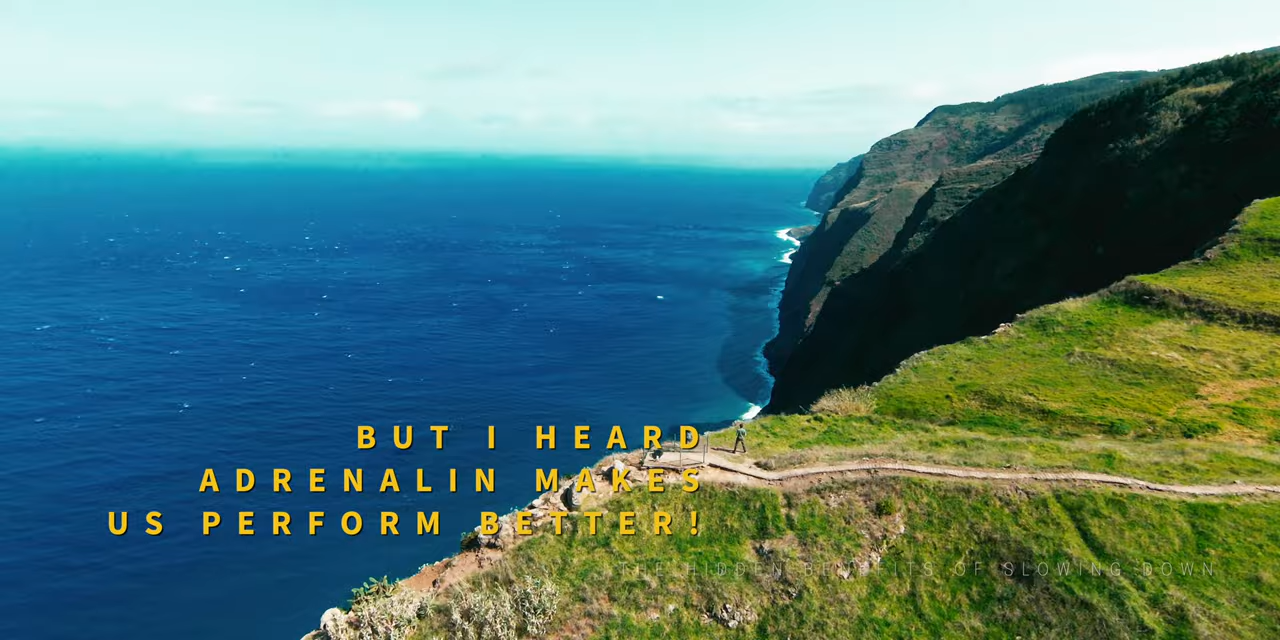 BUT I HEARD
ADRENALIN MAKES
US PERFORM BETTER!
THE HIDDEN BENEFITS OF SLOWING DOWN